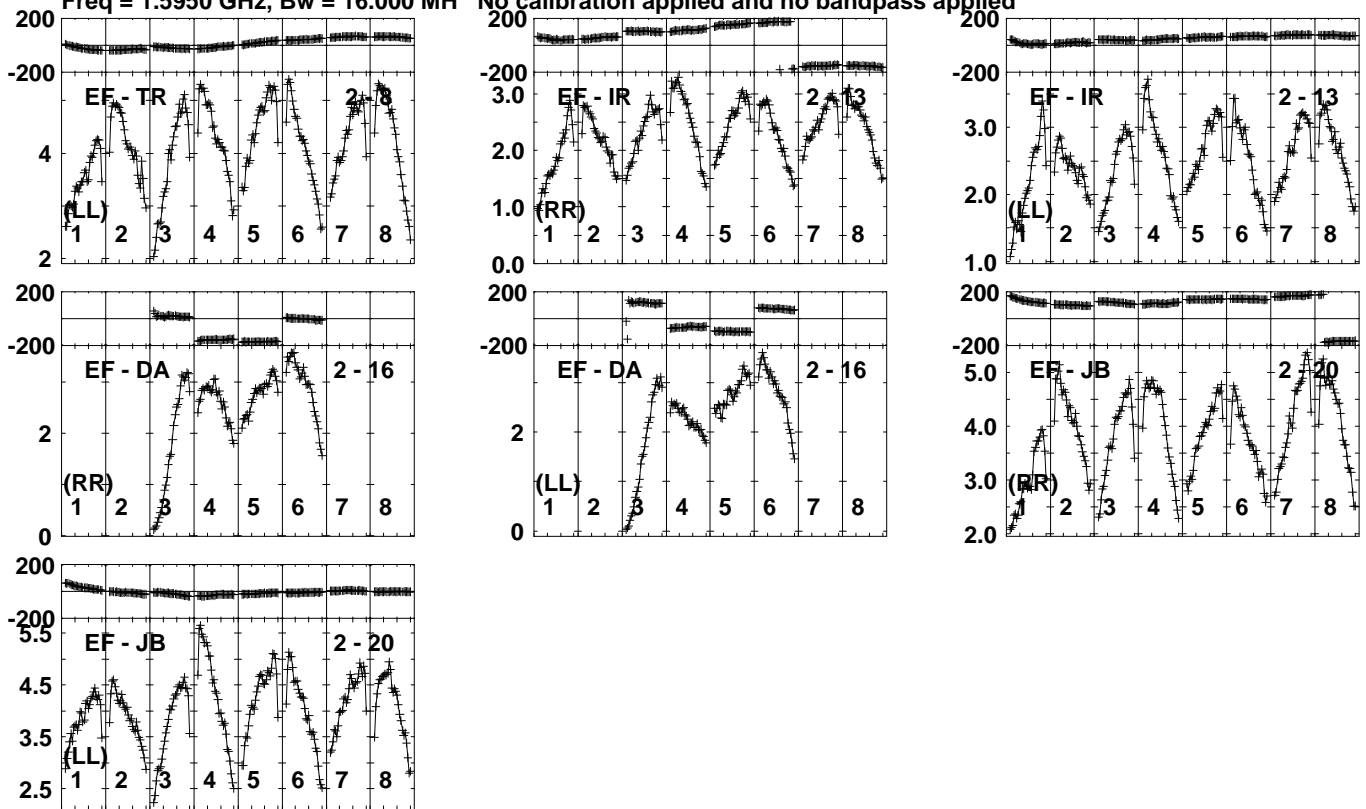 Freq = 1.5950 GHz, Bw = 16.000 MH No calibration applied and no bandpass applied
200
-200
EF - TR 2 - 8
4
(LL)
1 2 3 4 5 6 7 8
2
200
-200
EF - IR 2 - 13
3.0
2.0
1.0
(RR)
1 2 3 4 5 6 7 8
0.0
200
-200
EF - IR 2 - 13
3.0
2.0
(LL)
1 2 3 4 5 6 7 8
1.0
200
-200
EF - DA 2 - 16
2
(RR)
1 2 3 4 5 6 7 8
0
200
-200
EF - DA 2 - 16
2
(LL)
1 2 3 4 5 6 7 8
0
200
-200
EF - JB 2 - 20
5.0
4.0
3.0
(RR)
1 2 3 4 5 6 7 8
2.0
200
-200
5.5
EF - JB 2 - 20
4.5
3.5
(LL)
1 2 3 4 5 6 7 8
2.5